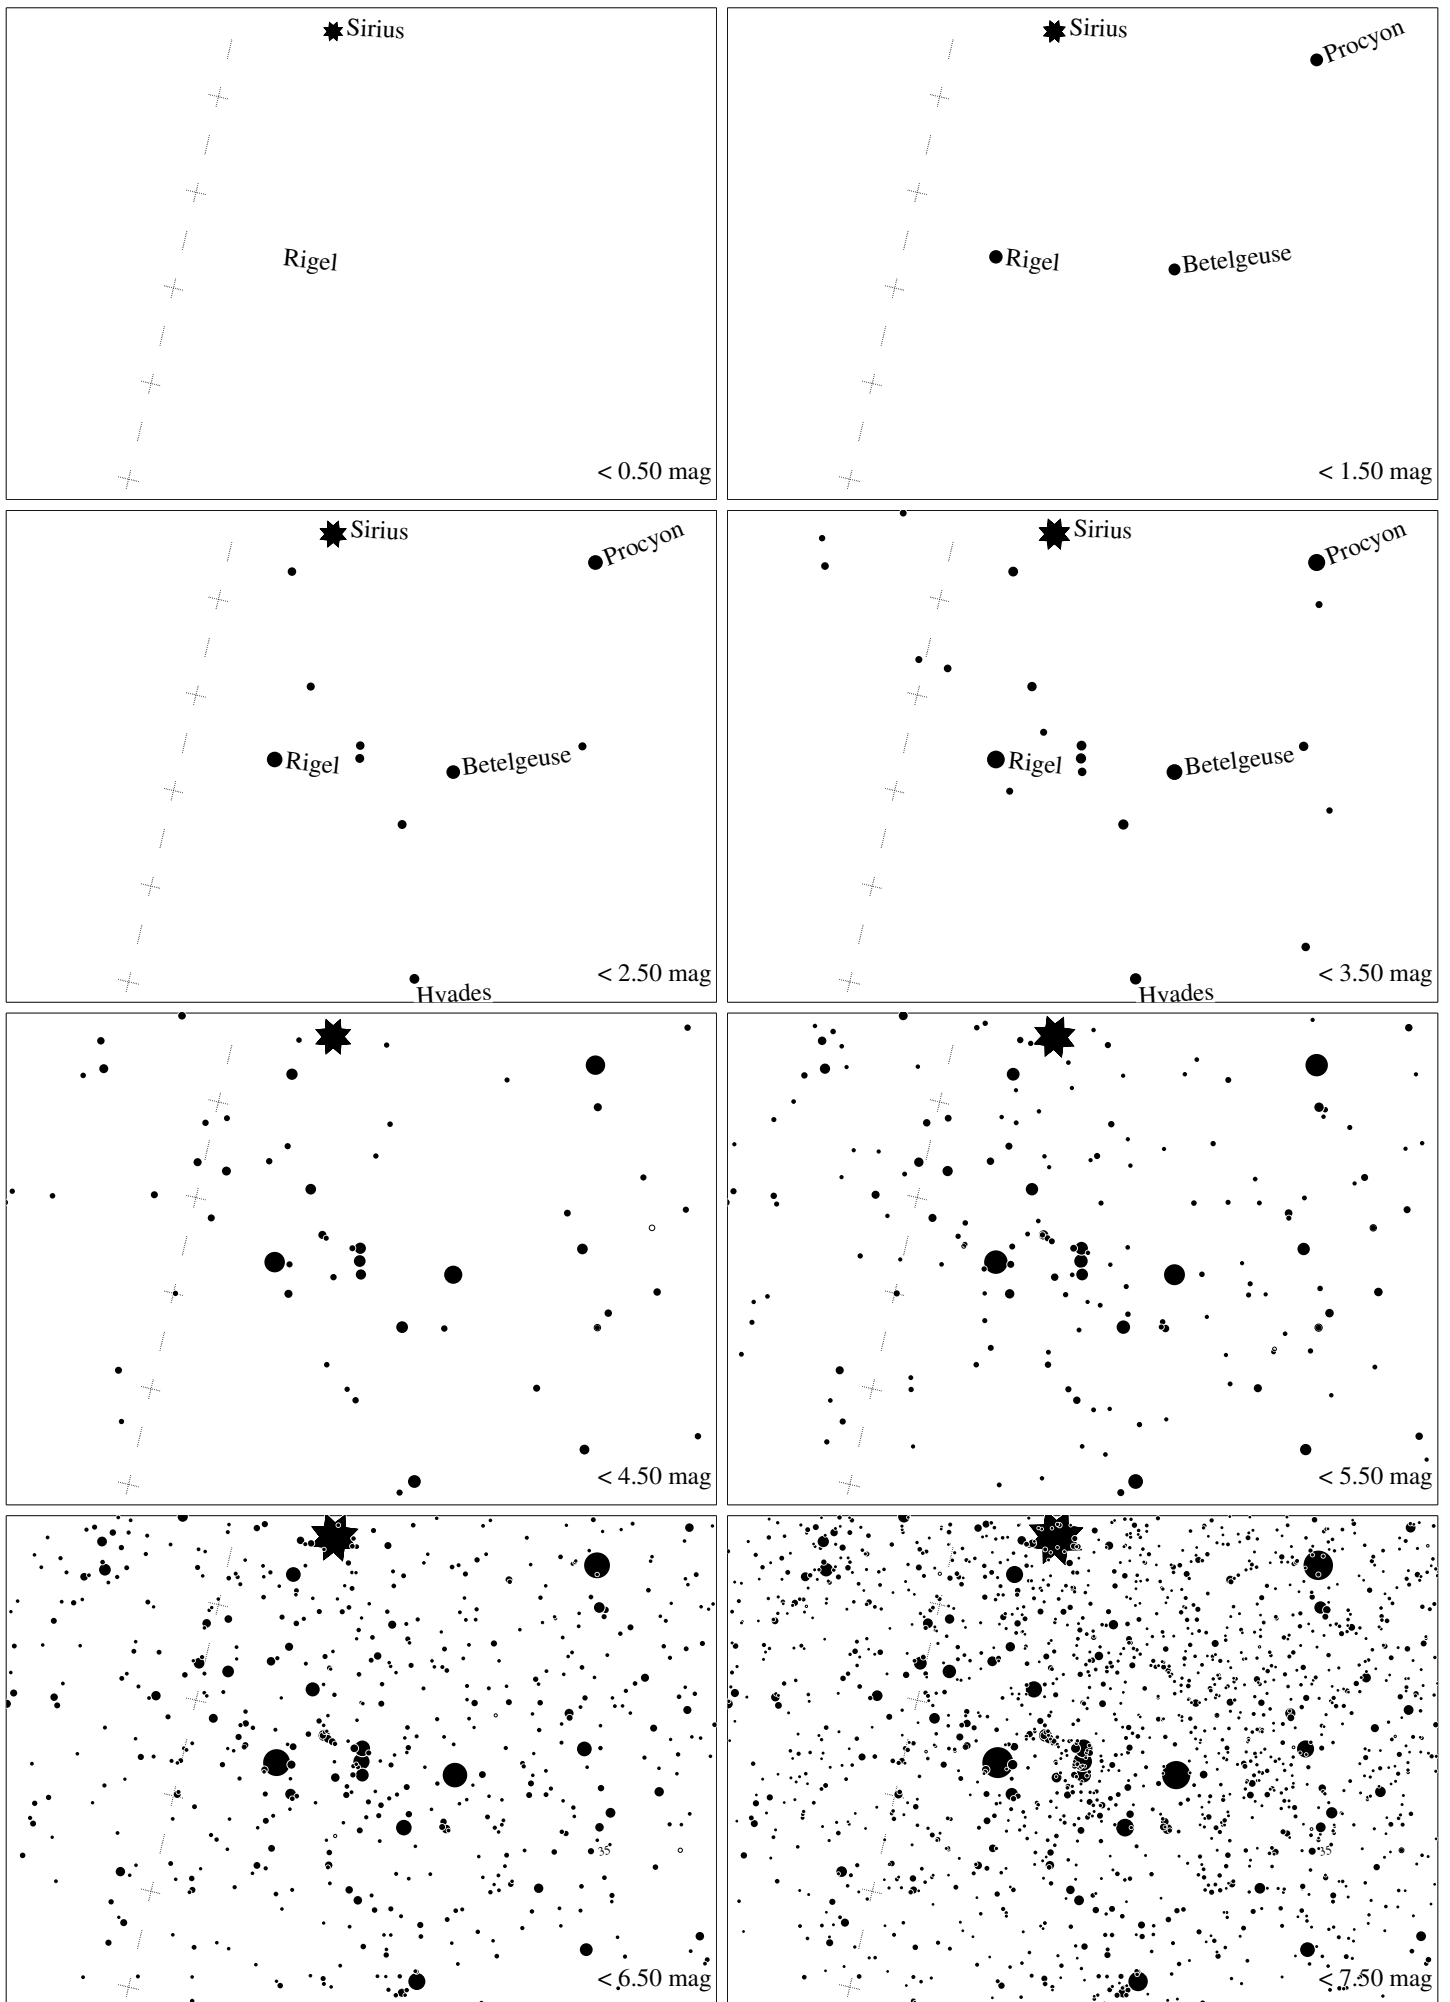 Sirius
Rigel
< 0.50 mag
Sirius
Procyon
Rigel
Betelgeuse
< 1.50 mag
Sirius
Procyon
Rigel
Betelgeuse
< 2.50 mag
Hyades
Sirius
Procyon
Rigel
Betelgeuse
< 3.50 mag
Hyades
< 4.50 mag
< 5.50 mag
35
< 6.50 mag
35
< 7.50 mag